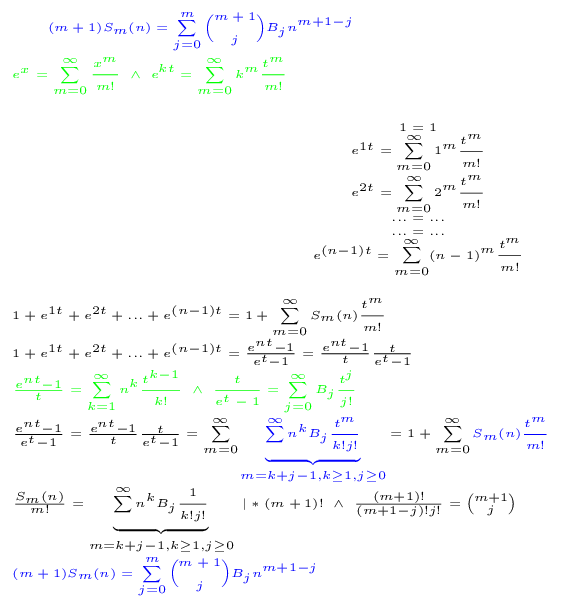 (m + 1)S_m(n) = \sum_{j=0}^{m} \binom{m+1}{j} B_j n^{m+1-j}
e^x = \sum_{m=0}^{\infty} \frac{x^m}{m!} ∧ e^{kt} = \sum_{m=0}^{\infty} k^m \frac{t^m}{m!}
1 = 1
e^{1t} = \sum_{m=0}^{\infty} 1^m \frac{t^m}{m!}
e^{2t} = \sum_{m=0}^{\infty} 2^m \frac{t^m}{m!}
... = ...
... = ...
e^{(n-1)t} = \sum_{m=0}^{\infty} (n-1)^m \frac{t^m}{m!}
1 + e^{1t} + e^{2t} + ... + e^{(n-1)t} = 1 + \sum_{m=0}^{\infty} S_m(n) \frac{t^m}{m!}
1 + e^{1t} + e^{2t} + ... + e^{(n-1)t} = \frac{e^{nt}-1}{e^t-1} = \frac{e^{nt}-1}{t} \frac{t}{e^t-1}
\frac{e^{nt}-1}{t} = \sum_{k=1}^{\infty} n^k \frac{t^{k-1}}{k!} ∧ \frac{t}{e^t-1} = \sum_{j=0}^{\infty} B_j \frac{t^j}{j!}
\frac{e^{nt}-1}{e^t-1} = \frac{e^{nt}-1}{t} \frac{t}{e^t-1} = \sum_{m=0}^{\infty} \underbrace{\sum^{\infty} n^k B_j \frac{t^m}{k!j!}}_{m=k+j-1,k≥1,j≥0} = 1 + \sum_{m=0}^{\infty} S_m(n) \frac{t^m}{m!}
\frac{S_m(n)}{m!} = \underbrace{\sum^{\infty} n^k B_j \frac{1}{k!j!}}_{m=k+j-1,k≥1,j≥0} | * (m + 1)! ∧ \frac{(m+1)!}{(m+1-j)!j!} = \binom{m+1}{j}
(m + 1)S_m(n) = \sum_{j=0}^{m} \binom{m+1}{j} B_j n^{m+1-j}